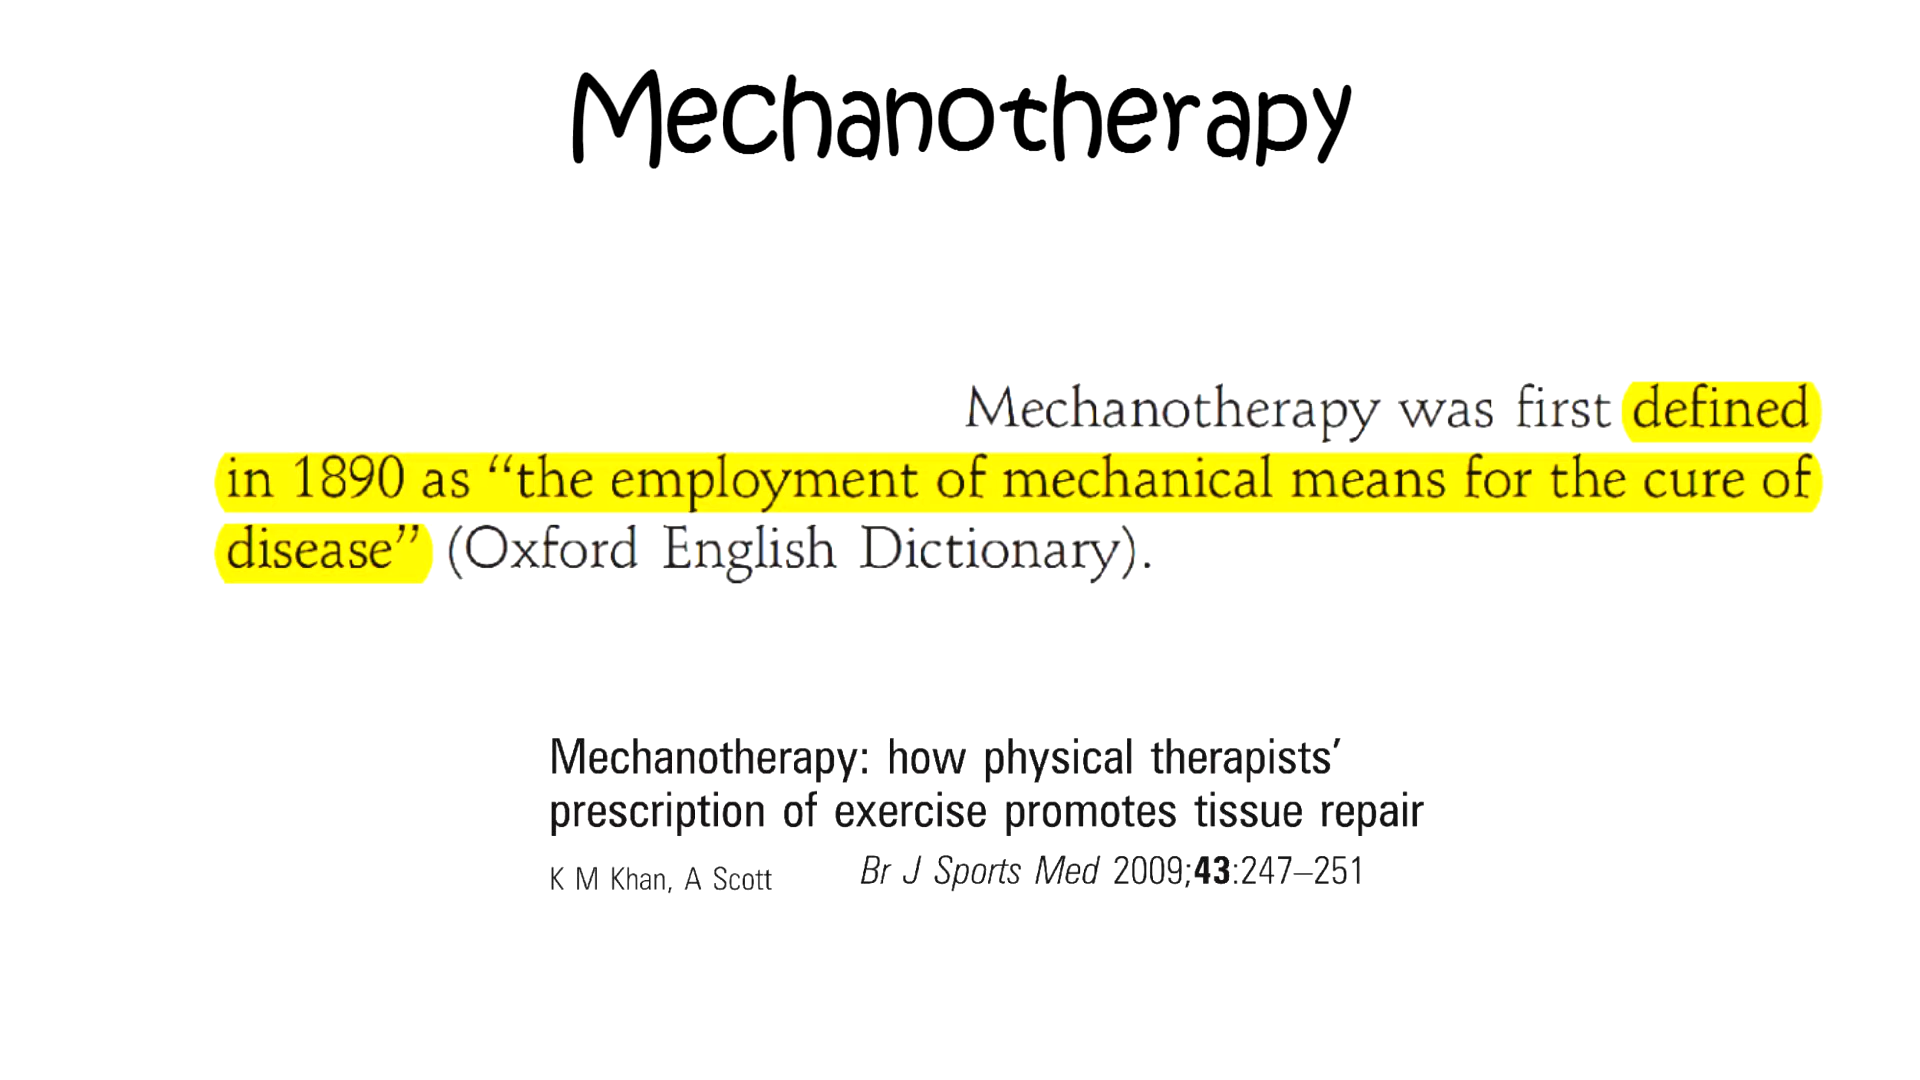 Mechanotherapy
Mechanotherapy was first defined
in 1890 as “the employment of mechanical means for the cure of
disease” (Oxford English Dictionary).
Mechanotherapy: how physical therapists’
prescription of exercise promotes tissue repair
K M Khan, A Scott
Br J Sports Med 2009;43:247–251